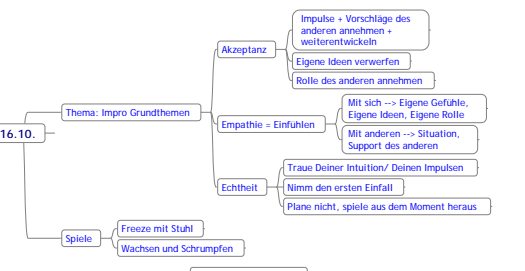 Impulse + Vorschläge des
anderen annehmen +
weiterentwickeln
Akzeptanz
Eigene Ideen verwerfen
Rolle des anderen annehmen
Thema: Impro Grundthemen
Mit sich --> Eigene Gefühle,
Eigene Ideen, Eigene Rolle
Empathie = Einfühlen
16.10.
Mit anderen --> Situation,
Support des anderen
Traue Deiner Intuition/ Deinen Impulsen
Echtheit
Nimm den ersten Einfall
Plane nicht, spiele aus dem Moment heraus
Freeze mit Stuhl
Spiele
Wachsen und Schrumpfen